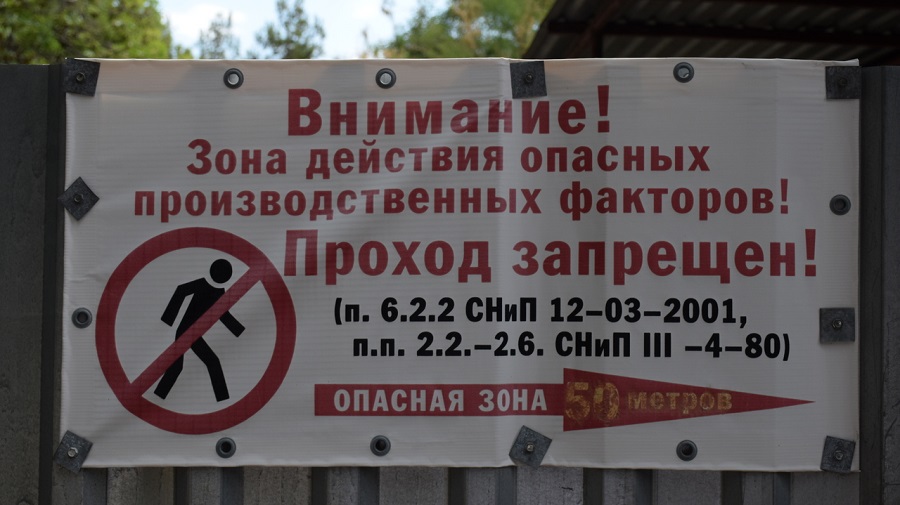 Внимание!
Зона действия опасных
производственных факторов!
Проход запрещен!
(п. 6.2.2 СНиП 12-03-2001,
п.п. 2.2.-2.6. СНиП III -4-80)
ОПАСНАЯ ЗОНА 50 метров